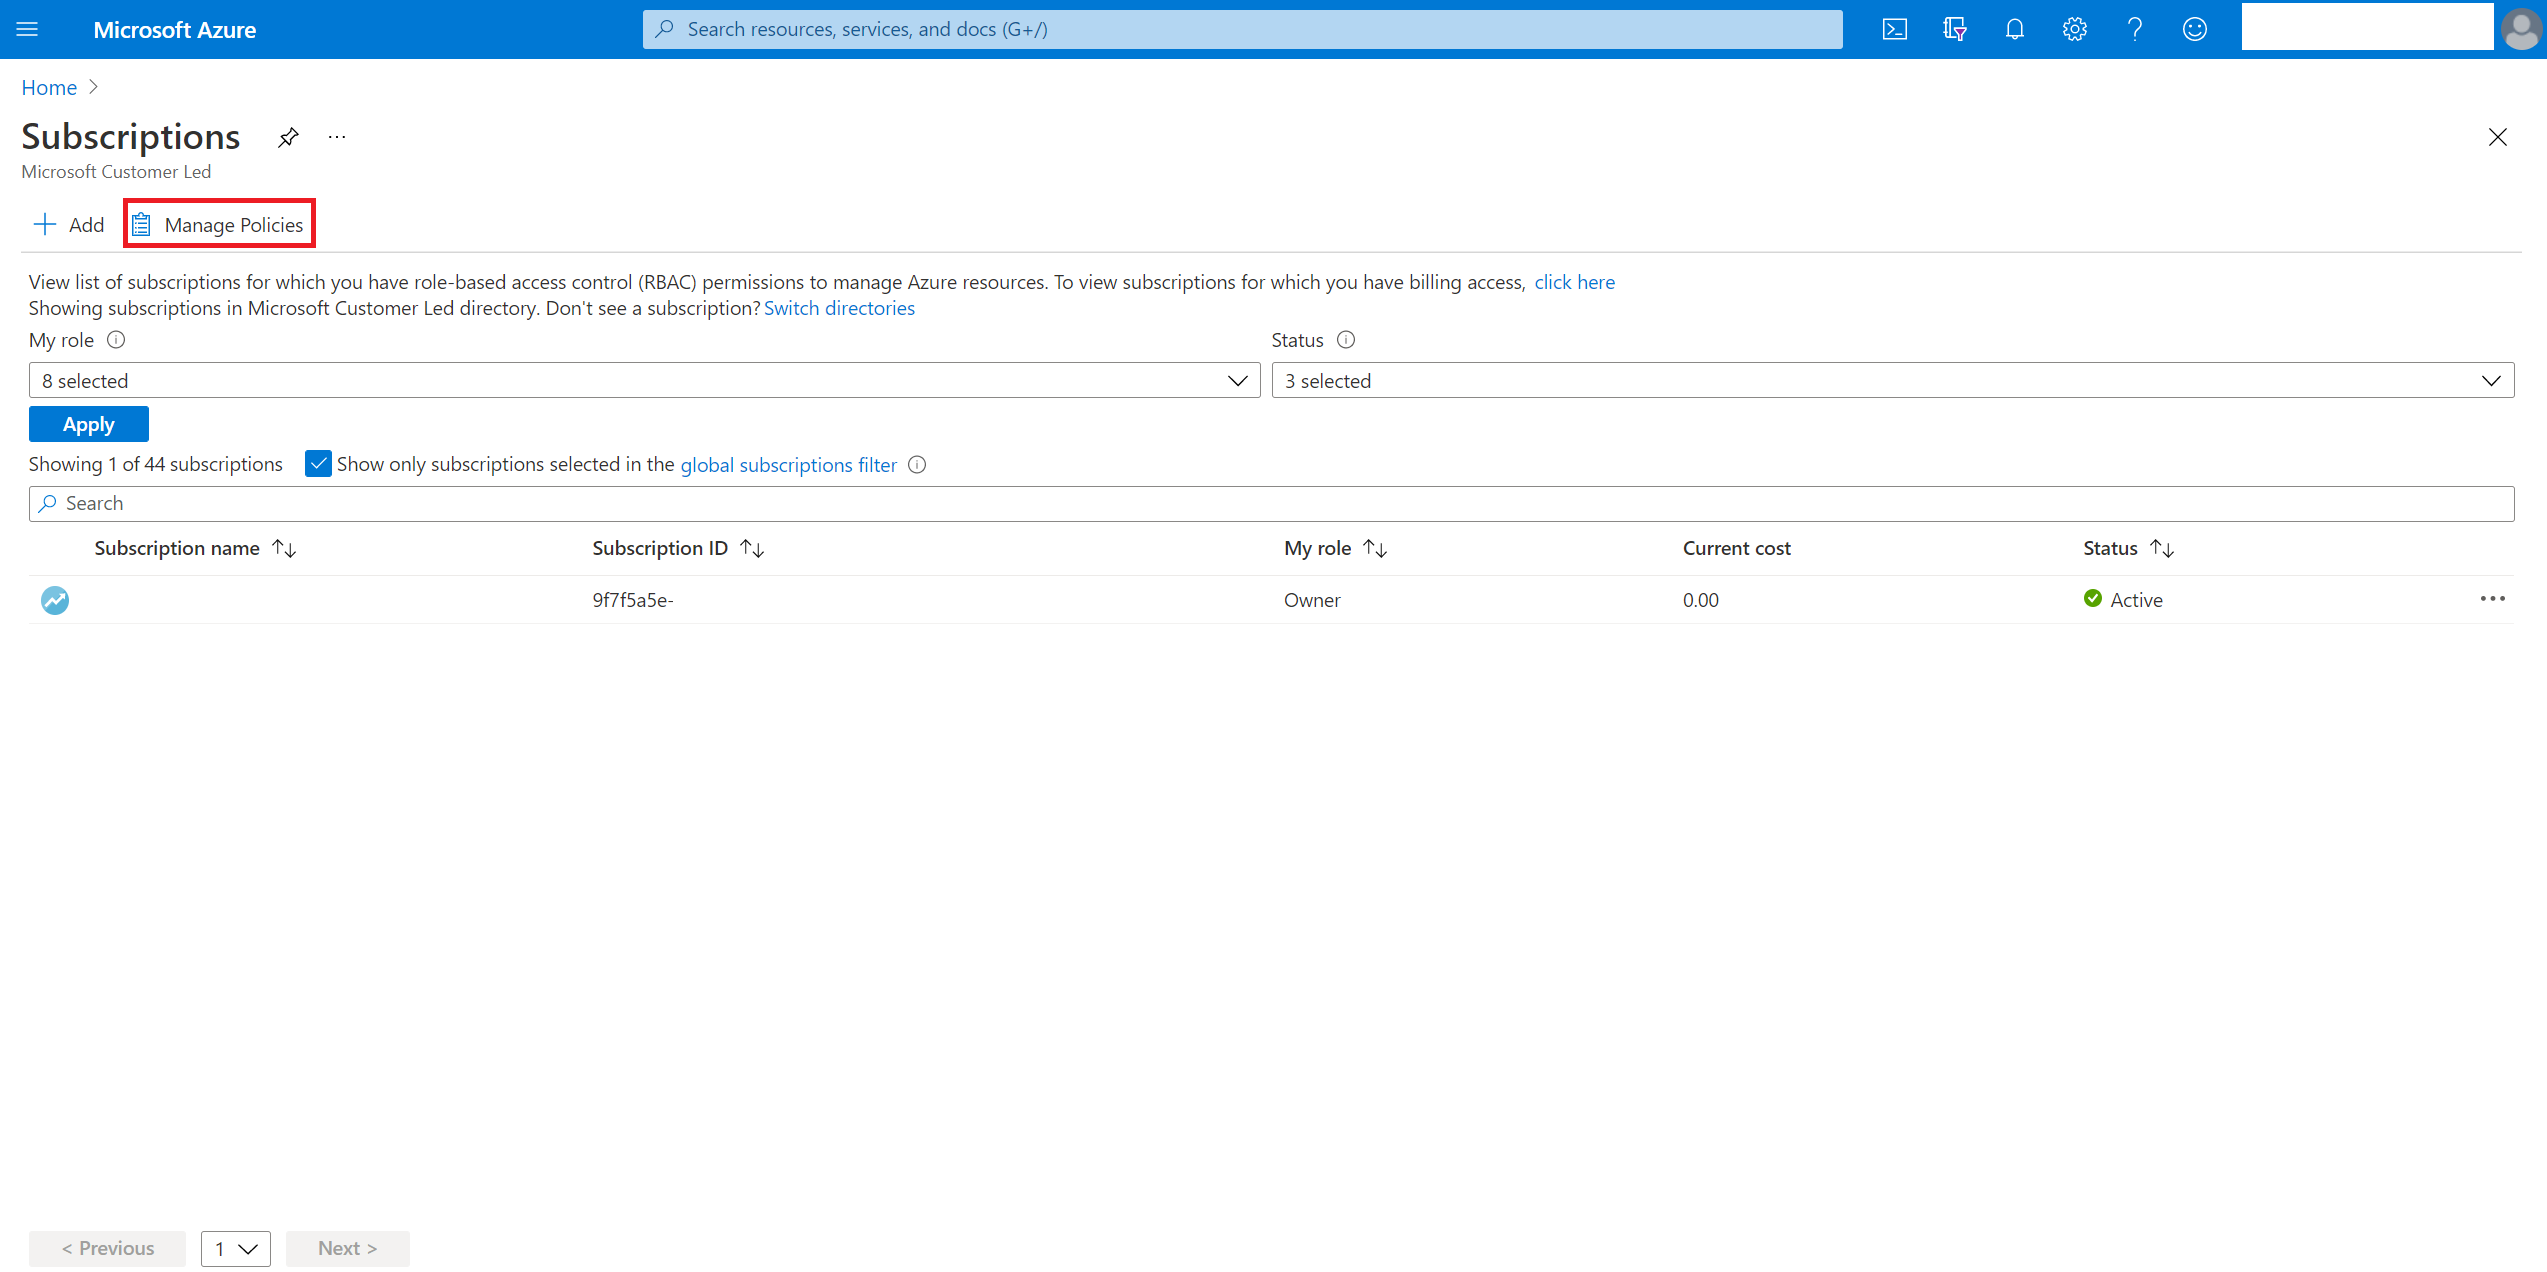 Microsoft Azure
Search resources, services, and docs (G+/)
Home
Subscriptions
Microsoft Customer Led
Add
Manage Policies
View list of subscriptions for which you have role-based access control (RBAC) permissions to manage Azure resources. To view subscriptions for which you have billing access, click here
Showing subscriptions in Microsoft Customer Led directory. Don't see a subscription? Switch directories
My role
Status
8 selected
3 selected
Apply
Showing 1 of 44 subscriptions
Show only subscriptions selected in the global subscriptions filter
Search
Subscription name
Subscription ID
My role
Current cost
Status
9f7f5a5e-
Owner
0.00
Active
< Previous
1
Next >